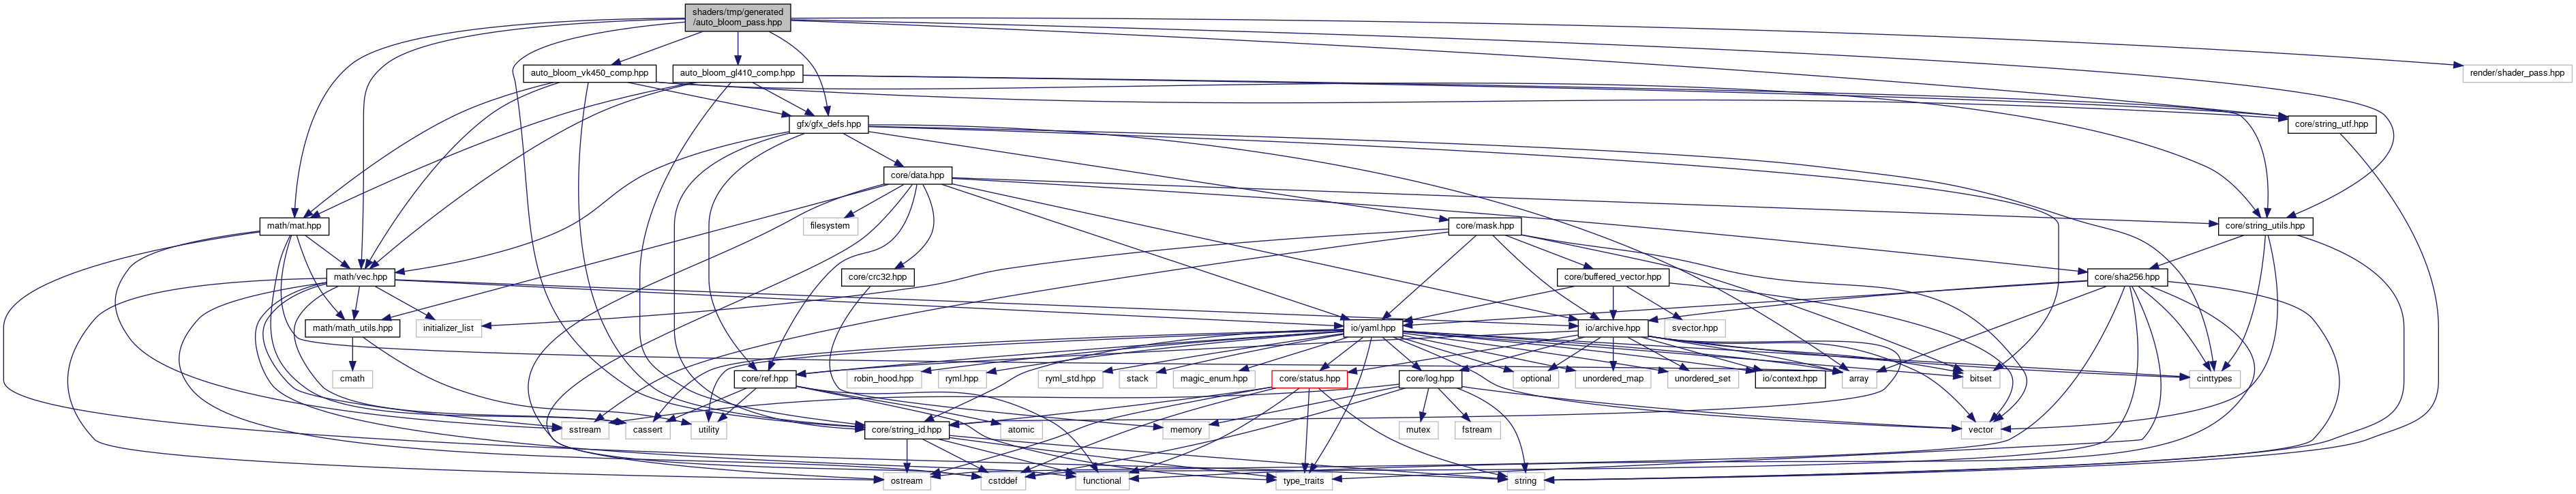 shaders/tmp/generated
/auto_bloom_pass.hpp
auto_bloom_vk450_comp.hpp
auto_bloom_gl410_comp.hpp
render/shader_pass.hpp
gfx/gfx_defs.hpp
core/string_utf.hpp
core/data.hpp
math/mat.hpp
filesystem
core/mask.hpp
core/string_utils.hpp
math/vec.hpp
core/crc32.hpp
core/buffered_vector.hpp
core/sha256.hpp
math/math_utils.hpp
initializer_list
io/yaml.hpp
io/archive.hpp
svector.hpp
cmath
core/ref.hpp
robin_hood.hpp
ryml.hpp
ryml_std.hpp
stack
magic_enum.hpp
core/status.hpp
core/log.hpp
optional
unordered_map
unordered_set
io/context.hpp
array
bitset
cinttypes
sstream
cassert
utility
core/string_id.hpp
atomic
memory
mutex
fstream
vector
ostream
cstddef
functional
type_traits
string